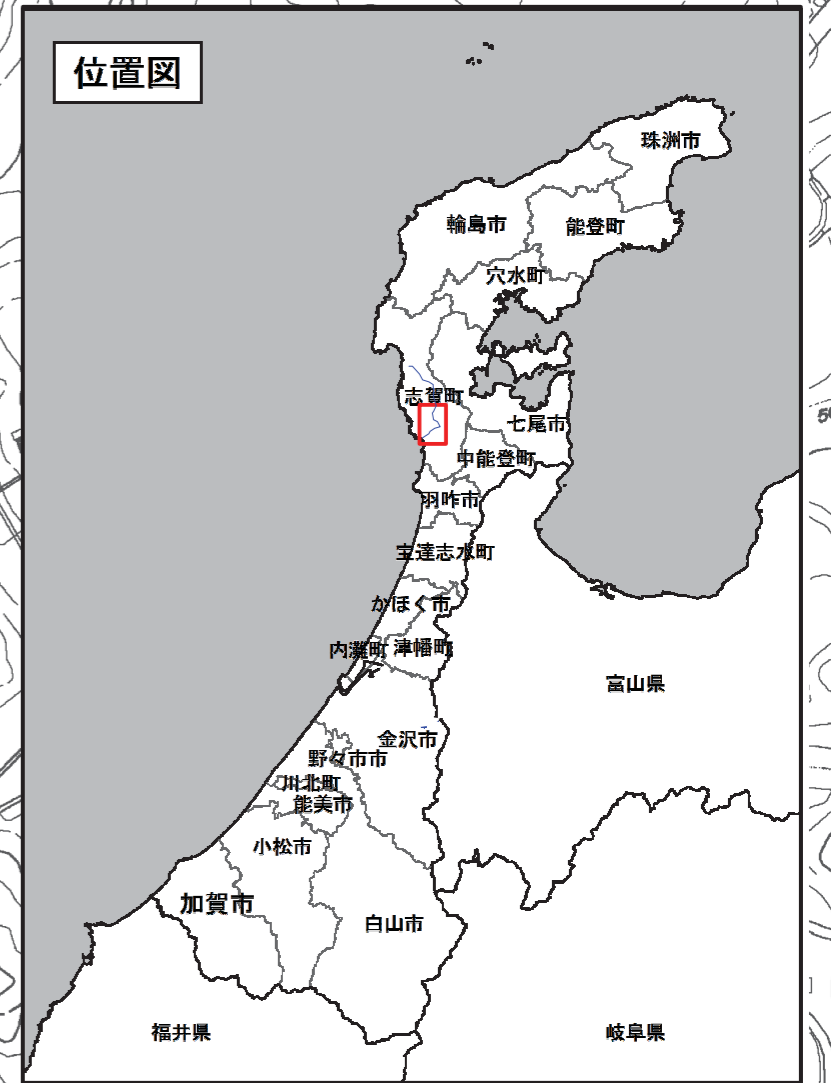 位置図
珠洲市
輪島市
能登町
穴水町
志賀町
七尾市
中能登町
羽咋市
宝達志水町
かほく市
内灘町
津幡町
富山県
金沢市
野々市市
川北町
能美市
小松市
加賀市
白山市
福井県
岐阜県